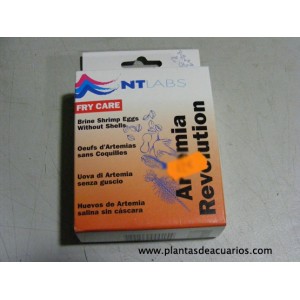 NTLABS
FRY CARE
Brine Shrimp Eggs
Without Shells
Oeufs d'Artemias
sans Coquilles
Uova di Artemia
senza guscio
Huevos de Artemia
salina sin cáscara
Artemia
Revolution
www.plantasdeacuarios.com